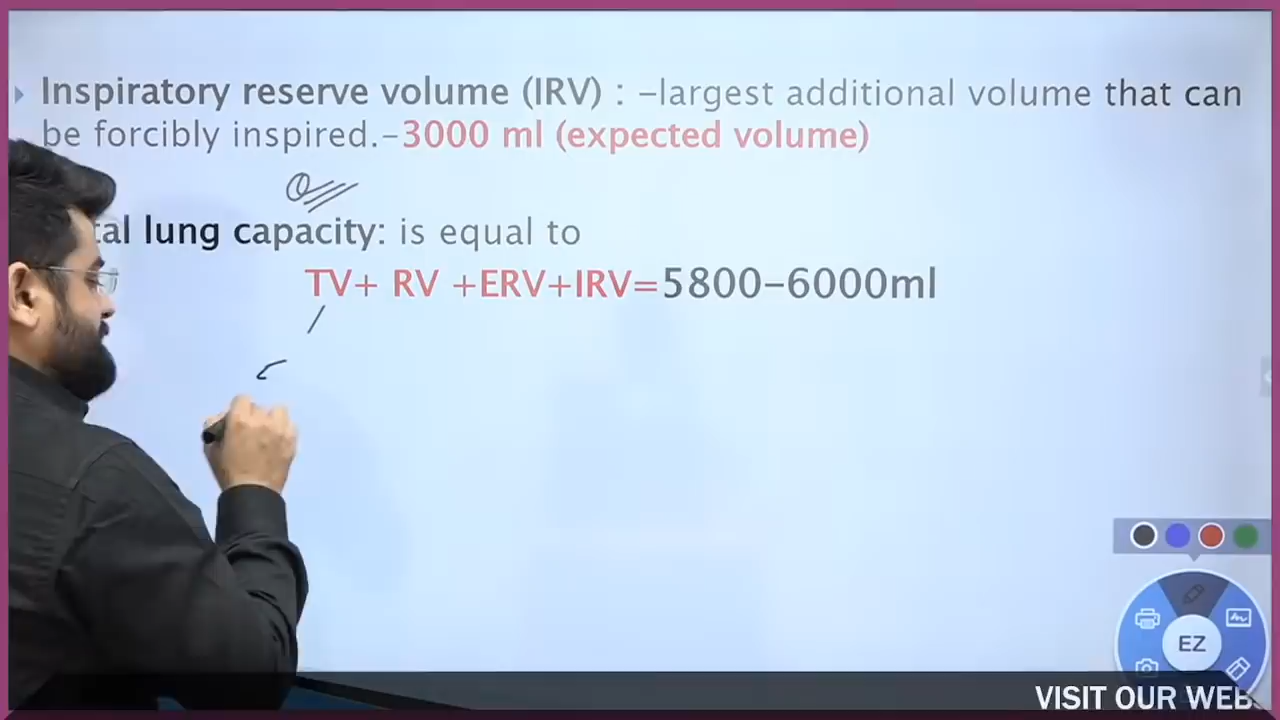 Inspiratory reserve volume (IRV) : –largest additional volume that can
be forcibly inspired.–3000 ml (expected volume)
tal lung capacity: is equal to
TV+ RV +ERV+IRV=5800–6000ml
EZ
VISIT OUR WEB